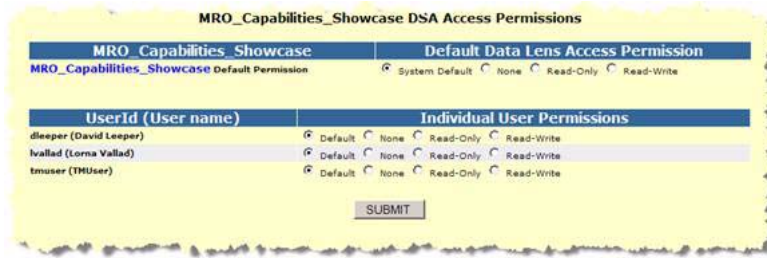 MRO_Capabilities_Showcase DSA Access Permissions
MRO_Capabilities_Showcase Default Data Lens Access Permission
MRO_Capabilities_Showcase Default Permission System Default None Read-Only Read-Write
UserId (User name) Individual User Permissions
dleeper (David Leeper) Default None Read-Only Read-Write
lvallad (Lorna Vallad) Default None Read-Only Read-Write
tmuser (TMUser) Default None Read-Only Read-Write
SUBMIT